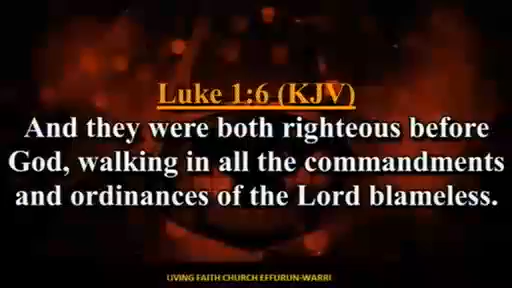 Luke 1:6 (KJV)
And they were both righteous before
God, walking in all the commandments
and ordinances of the Lord blameless.
LIVING FAITH CHURCH EFFURUN-WARRI